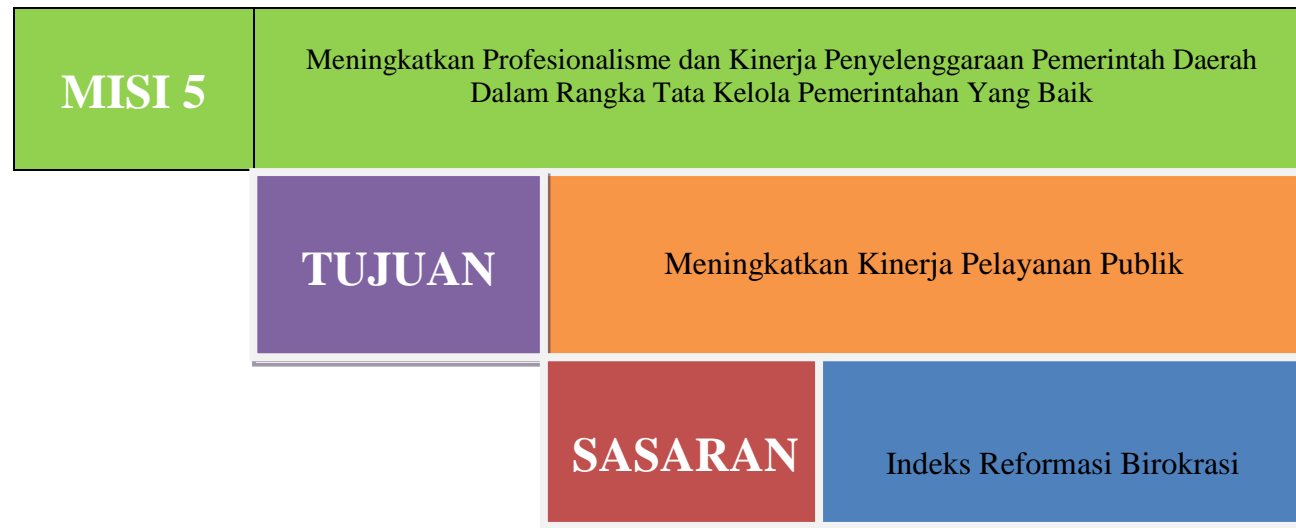 MISI 5
Meningkatkan Profesionalisme dan Kinerja Penyelenggaraan Pemerintah Daerah
Dalam Rangka Tata Kelola Pemerintahan Yang Baik
TUJUAN
Meningkatkan Kinerja Pelayanan Publik
SASARAN
Indeks Reformasi Birokrasi